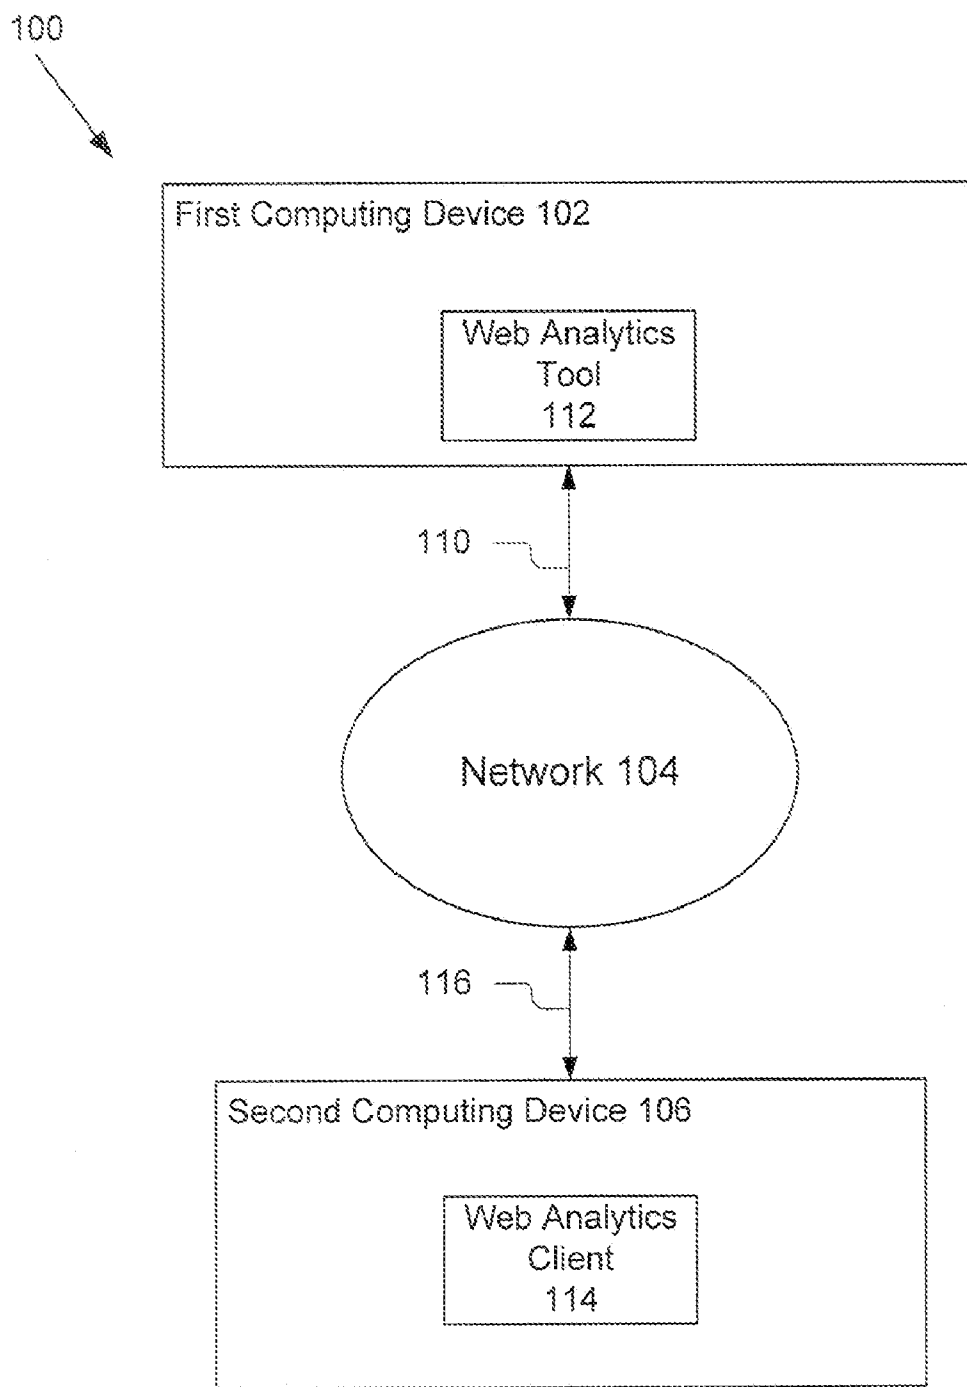 100
First Computing Device 102
Web Analytics
Tool
112
110
Network 104
116
Second Computing Device 106
Web Analytics
Client
114